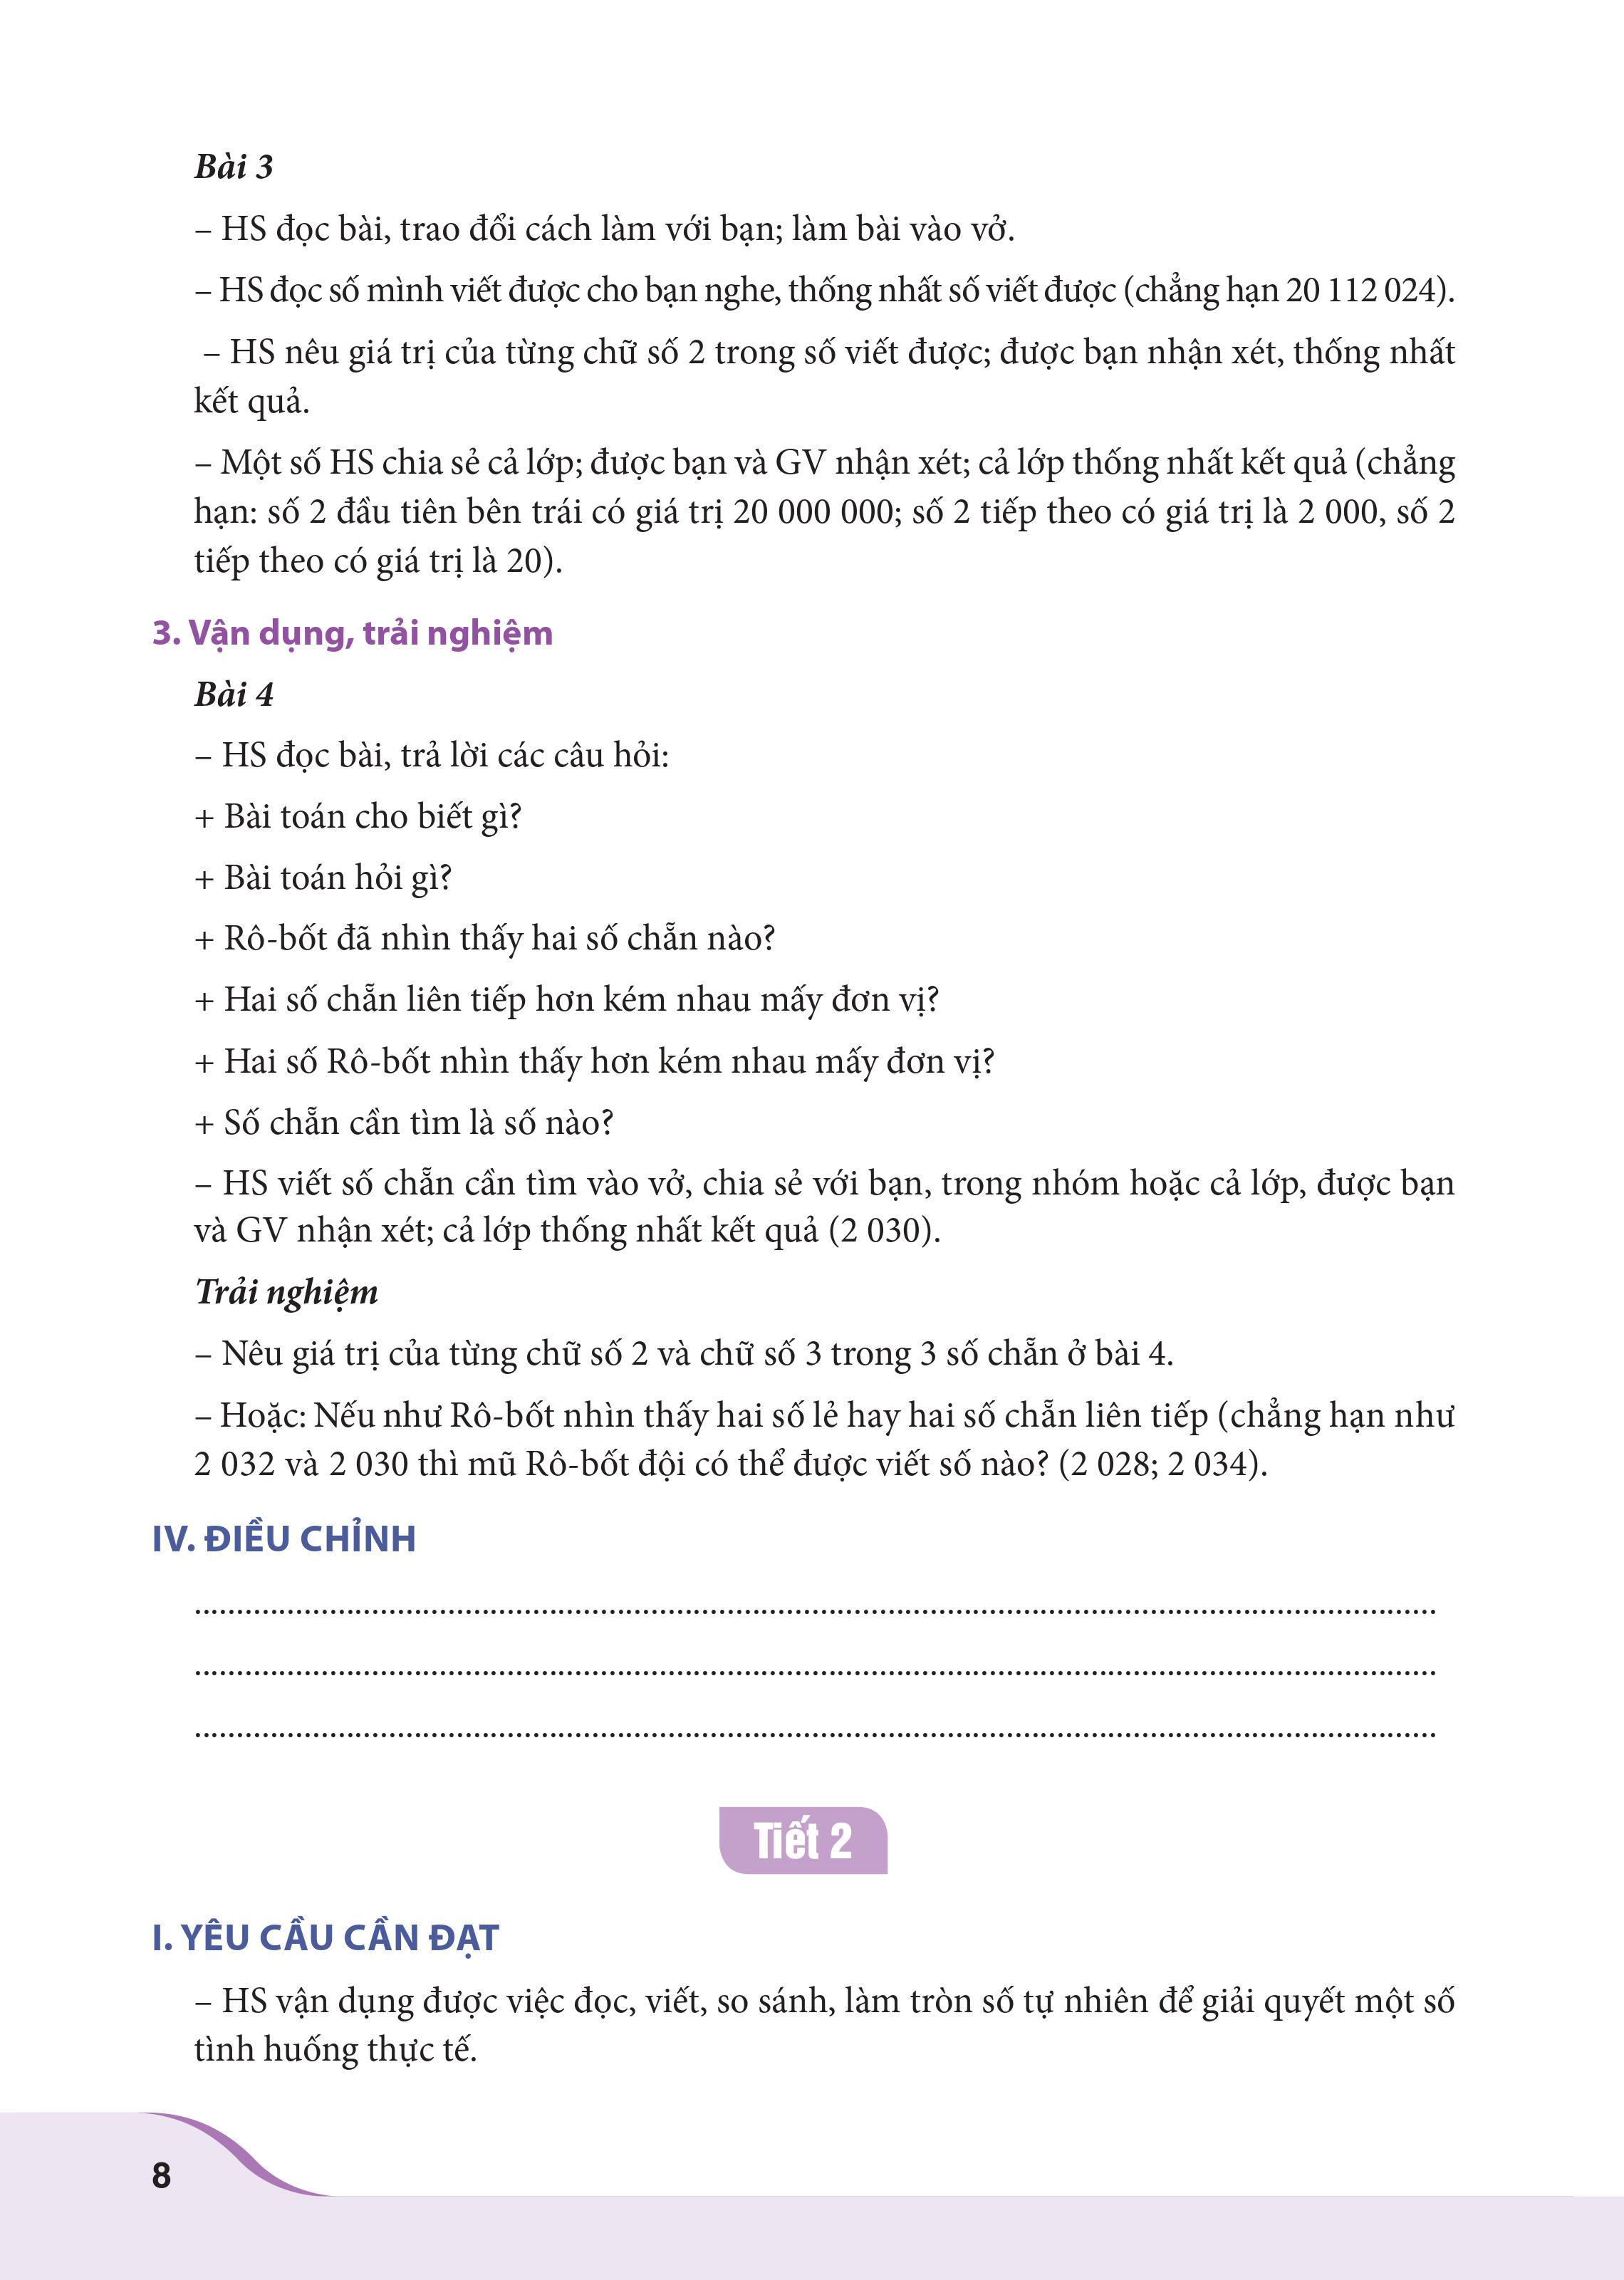 Bài 3
– HS đọc bài, trao đổi cách làm với bạn; làm bài vào vở.
– HS đọc số mình viết được cho bạn nghe, thống nhất số viết được (chẳng hạn 20 112 024).
– HS nêu giá trị của từng chữ số 2 trong số viết được; được bạn nhận xét, thống nhất
kết quả.
– Một số HS chia sẻ cả lớp; được bạn và GV nhận xét; cả lớp thống nhất kết quả (chẳng
hạn: số 2 đầu tiên bên trái có giá trị 20 000 000; số 2 tiếp theo có giá trị là 2 000, số 2
tiếp theo có giá trị là 20).
3. Vận dụng, trải nghiệm
Bài 4
– HS đọc bài, trả lời các câu hỏi:
+ Bài toán cho biết gì?
+ Bài toán hỏi gì?
+ Rô-bốt đã nhìn thấy hai số chẵn nào?
+ Hai số chẵn liên tiếp hơn kém nhau mấy đơn vị?
+ Hai số Rô-bốt nhìn thấy hơn kém nhau mấy đơn vị?
+ Số chẵn cần tìm là số nào?
– HS viết số chẵn cần tìm vào vở, chia sẻ với bạn, trong nhóm hoặc cả lớp, được bạn
và GV nhận xét; cả lớp thống nhất kết quả (2 030).
Trải nghiệm
– Nêu giá trị của từng chữ số 2 và chữ số 3 trong 3 số chẵn ở bài 4.
– Hoặc: Nếu như Rô-bốt nhìn thấy hai số lẻ hay hai số chẵn liên tiếp (chẳng hạn như
2 032 và 2 030 thì mũ Rô-bốt đội có thể được viết số nào? (2 028; 2 034).
IV. ĐIỀU CHỈNH
Tiết 2
I. YÊU CẦU CẦN ĐẠT
– HS vận dụng được việc đọc, viết, so sánh, làm tròn số tự nhiên để giải quyết một số
tình huống thực tế.
8